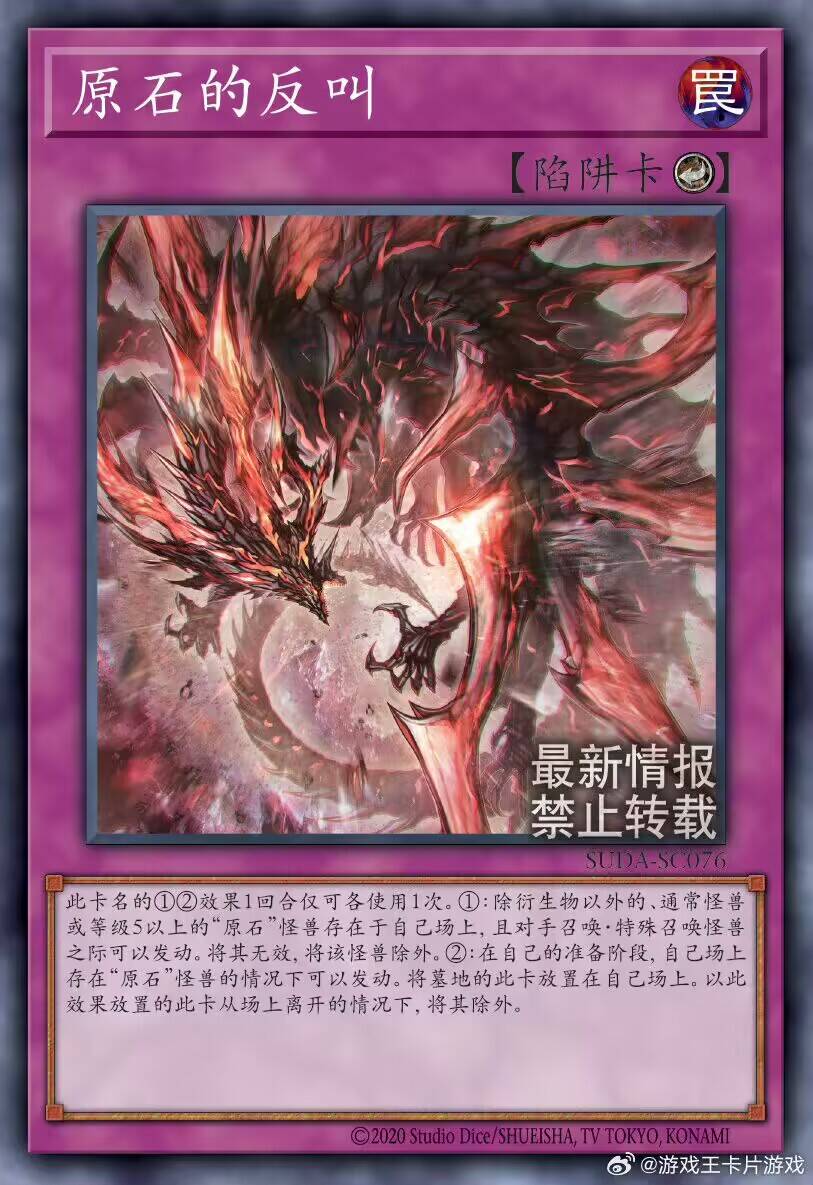 原石的反叫
罠
【陷阱卡】
最新情报
禁止转载
SUDA-SC076
此卡名的①②效果1回合仅可各使用1次。①:除衍生物以外的、通常怪兽
或等级5以上的“原石”怪兽存在于自己场上,且对手召唤·特殊召唤怪兽
之际可以发动。将其无效,将该怪兽除外。②:在自己的准备阶段,自己场上
存在“原石”怪兽的情况下可以发动。将墓地的此卡放置在自己场上。以此
效果放置的此卡从场上离开的情况下,将其除外。
©2020 Studio Dice/SHUEISHA, TV TOKYO, KONAMI
@游戏王卡片游戏